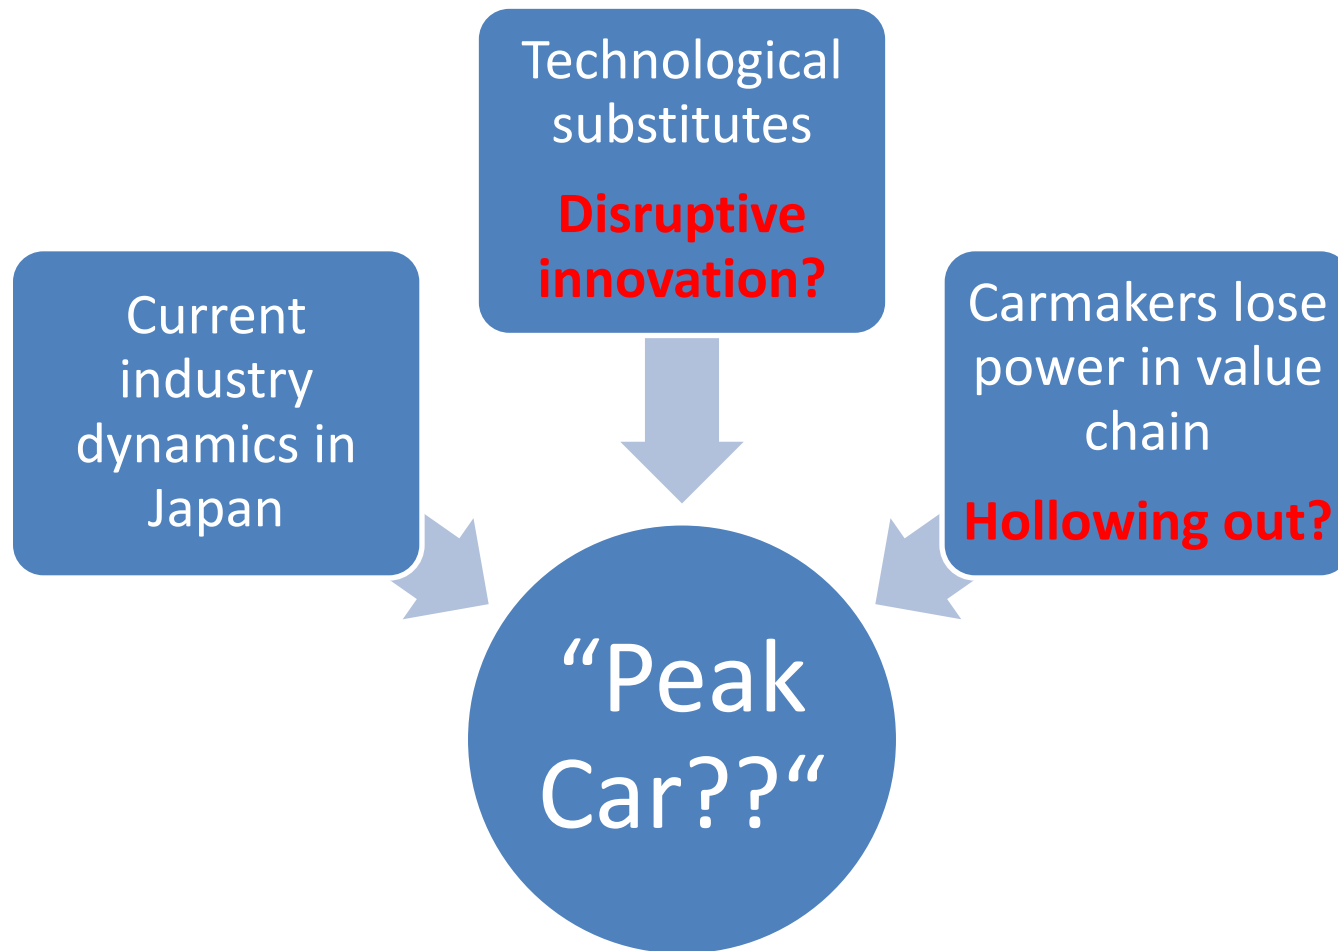 Technological
substitutes
Disruptive
innovation?
Current
industry
dynamics in
Japan
Carmakers lose
power in value
chain
Hollowing out?
“Peak
Car??“